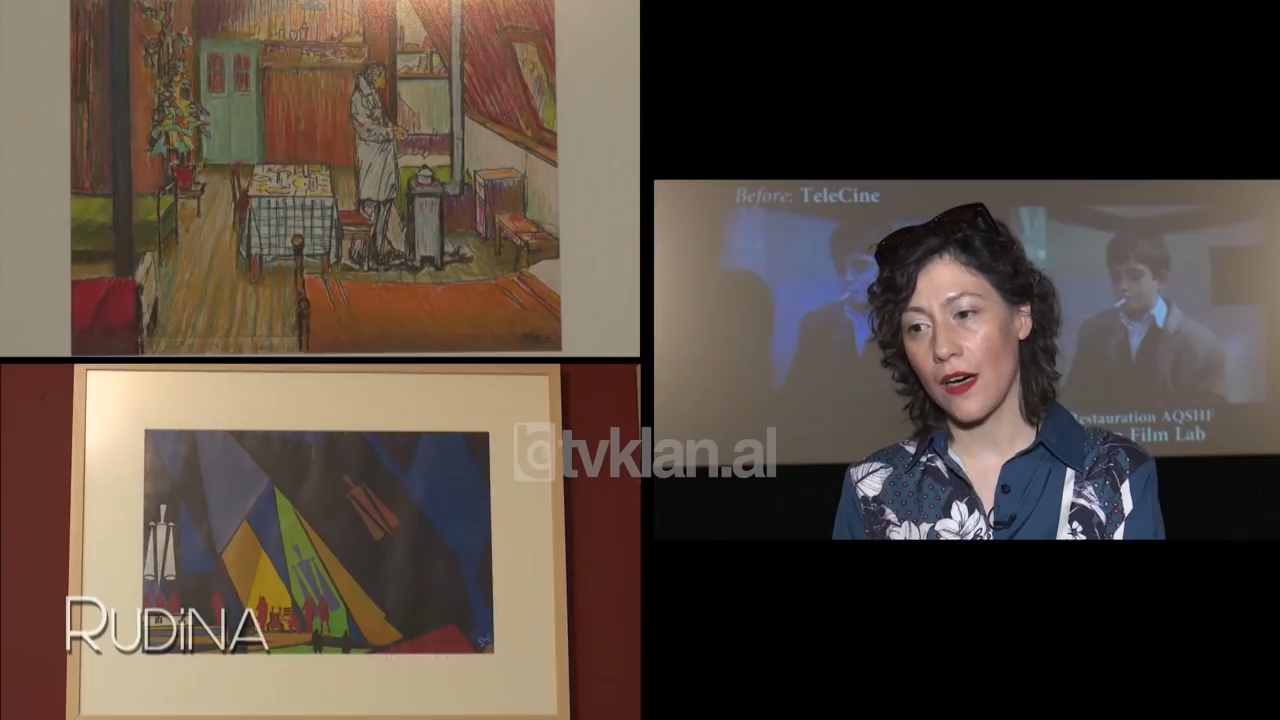 Before: TeleCine
Restauration AQSHF
Film Lab
tvklan.al
RUDINA